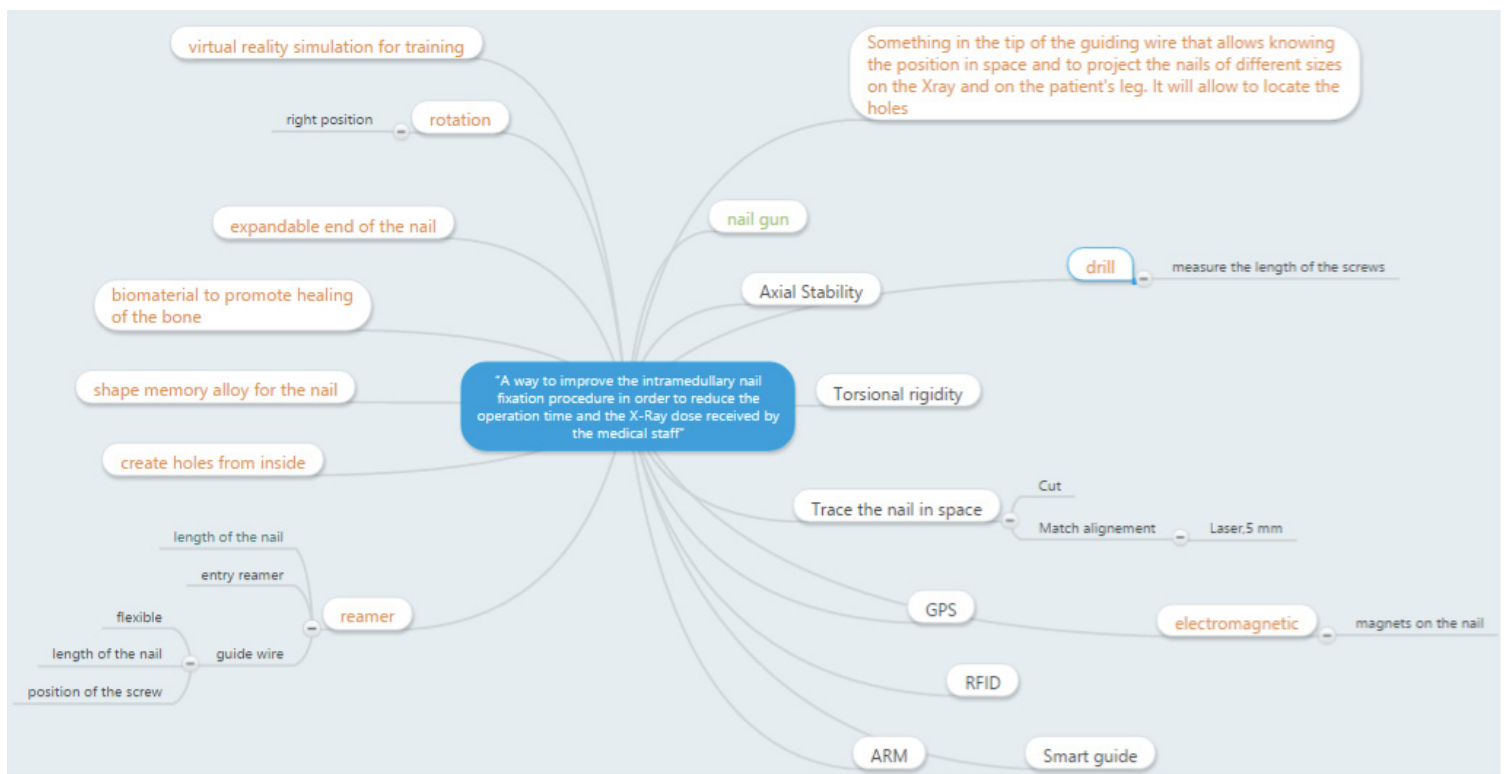 virtual reality simulation for training
right position
rotation
expandable end of the nail
biomaterial to promote healing
of the bone
shape memory alloy for the nail
create holes from inside
length of the nail
entry reamer
reamer
flexible
length of the nail
guide wire
position of the screw
"A way to improve the intramedullary nail
fixation procedure in order to reduce the
operation time and the X-Ray dose received by
the medical staff"
Something in the tip of the guiding wire that allows knowing
the position in space and to project the nails of different sizes
on the Xray and on the patient's leg. It will allow to locate the
holes
nail gun
drill
measure the length of the screws
Axial Stability
Torsional rigidity
Trace the nail in space
Cut
Match alignement
Laser,5 mm
GPS
electromagnetic
magnets on the nail
RFID
ARM
Smart guide